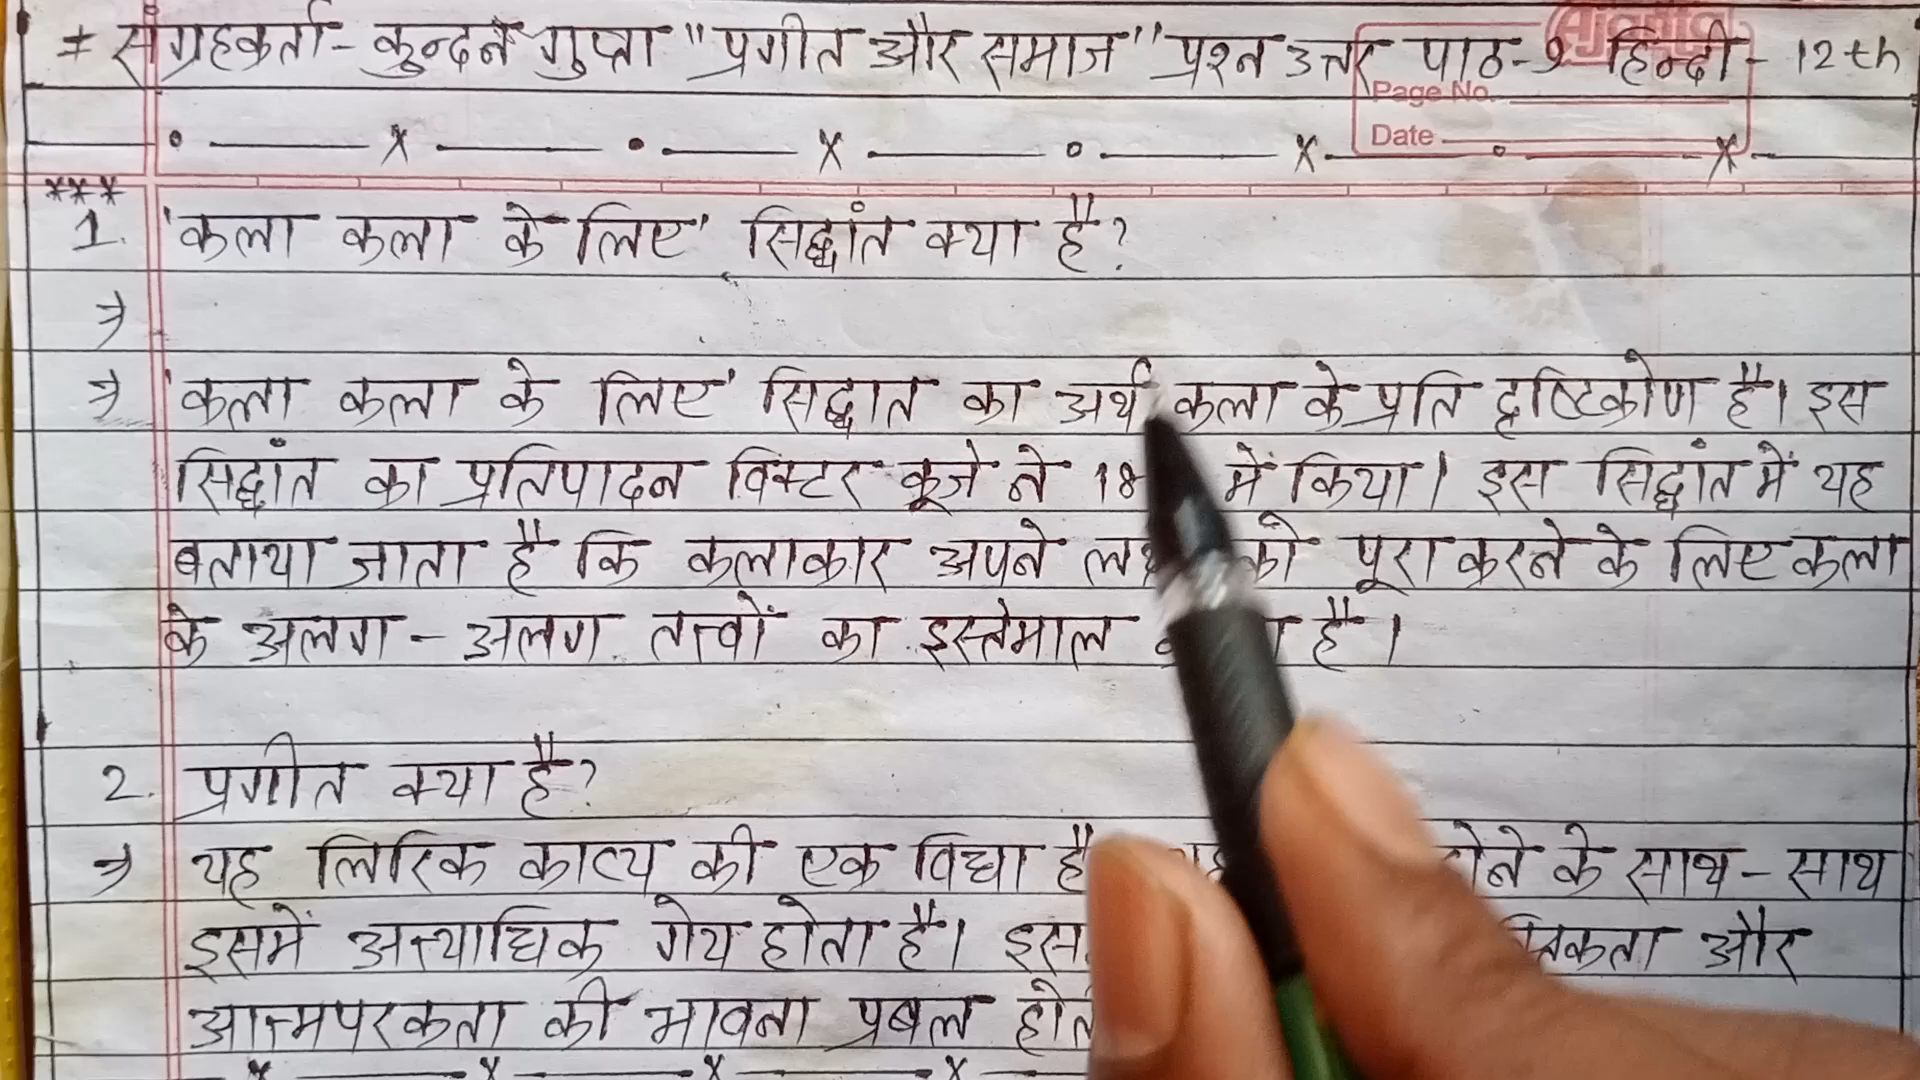 # संग्रहकर्ता - कुन्दन गुप्ता "प्रगीत और समाज" प्रश्न उत्तर पाठ-9 हिन्दी - 12th
Page No.
Date
1. 'कला कला के लिए' सिद्धांत क्या है?
⇒
⇒ 'कला कला के लिए' सिद्धात का अर्थ कला के प्रति दृष्टिकोण है। इस
सिद्धांत का प्रतिपादन विक्टर कूजे ने 18 में किया। इस सिद्धांत में यह
बताया जाता है कि कलाकार अपने को पूरा करने के लिए कला
के अलग - अलग तत्वों का इस्तेमाल है।
2. प्रगीत क्या है?
⇒ यह लिरिक काव्य की एक विधा है के साथ - साथ
इसमें अत्याधिक गेय होता है। और
आत्मपरकता की भावना प्रबल